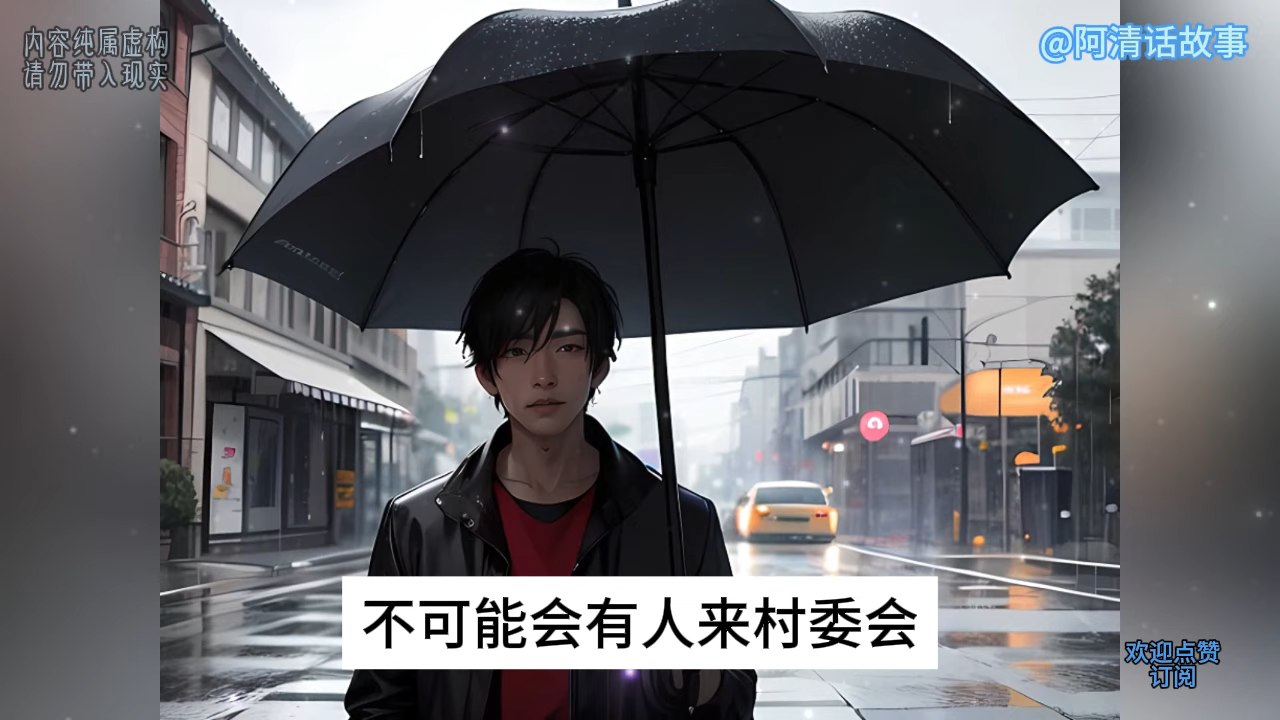 内容纯属虚构
请勿带入现实
@阿清话故事
不可能会有人来村委会
欢迎点赞
订阅